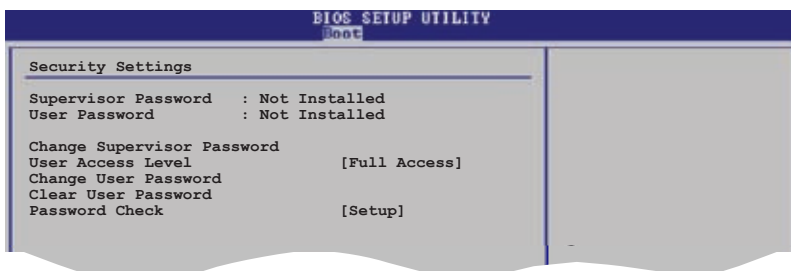 BIOS SETUP UTILITY
Boot
Security Settings
Supervisor Password : Not Installed
User Password : Not Installed
Change Supervisor Password
User Access Level [Full Access]
Change User Password
Clear User Password
Password Check [Setup]